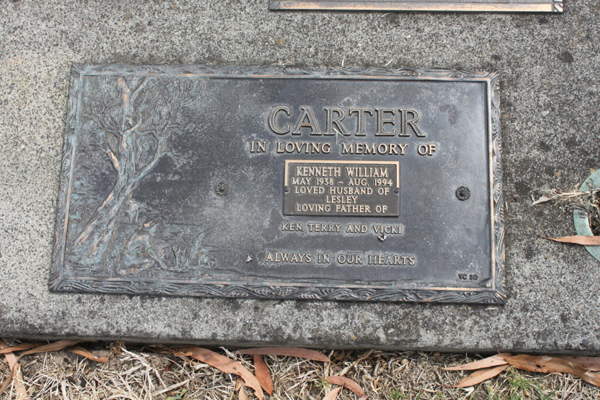 CARTER
IN LOVING MEMORY OF
KENNETH WILLIAM
MAY 1938 - AUG. 1994
LOVED HUSBAND OF
LESLEY
LOVING FATHER OF
KEN, TERRY AND VICKI
ALWAYS IN OUR HEARTS